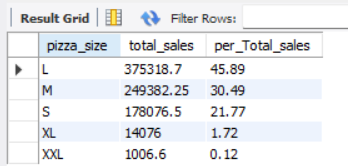 Result Grid Filter Rows:
pizza_size total_sales per_Total_sales
L 375318.7 45.89
M 249382.25 30.49
S 178076.5 21.77
XL 14076 1.72
XXL 1006.6 0.12